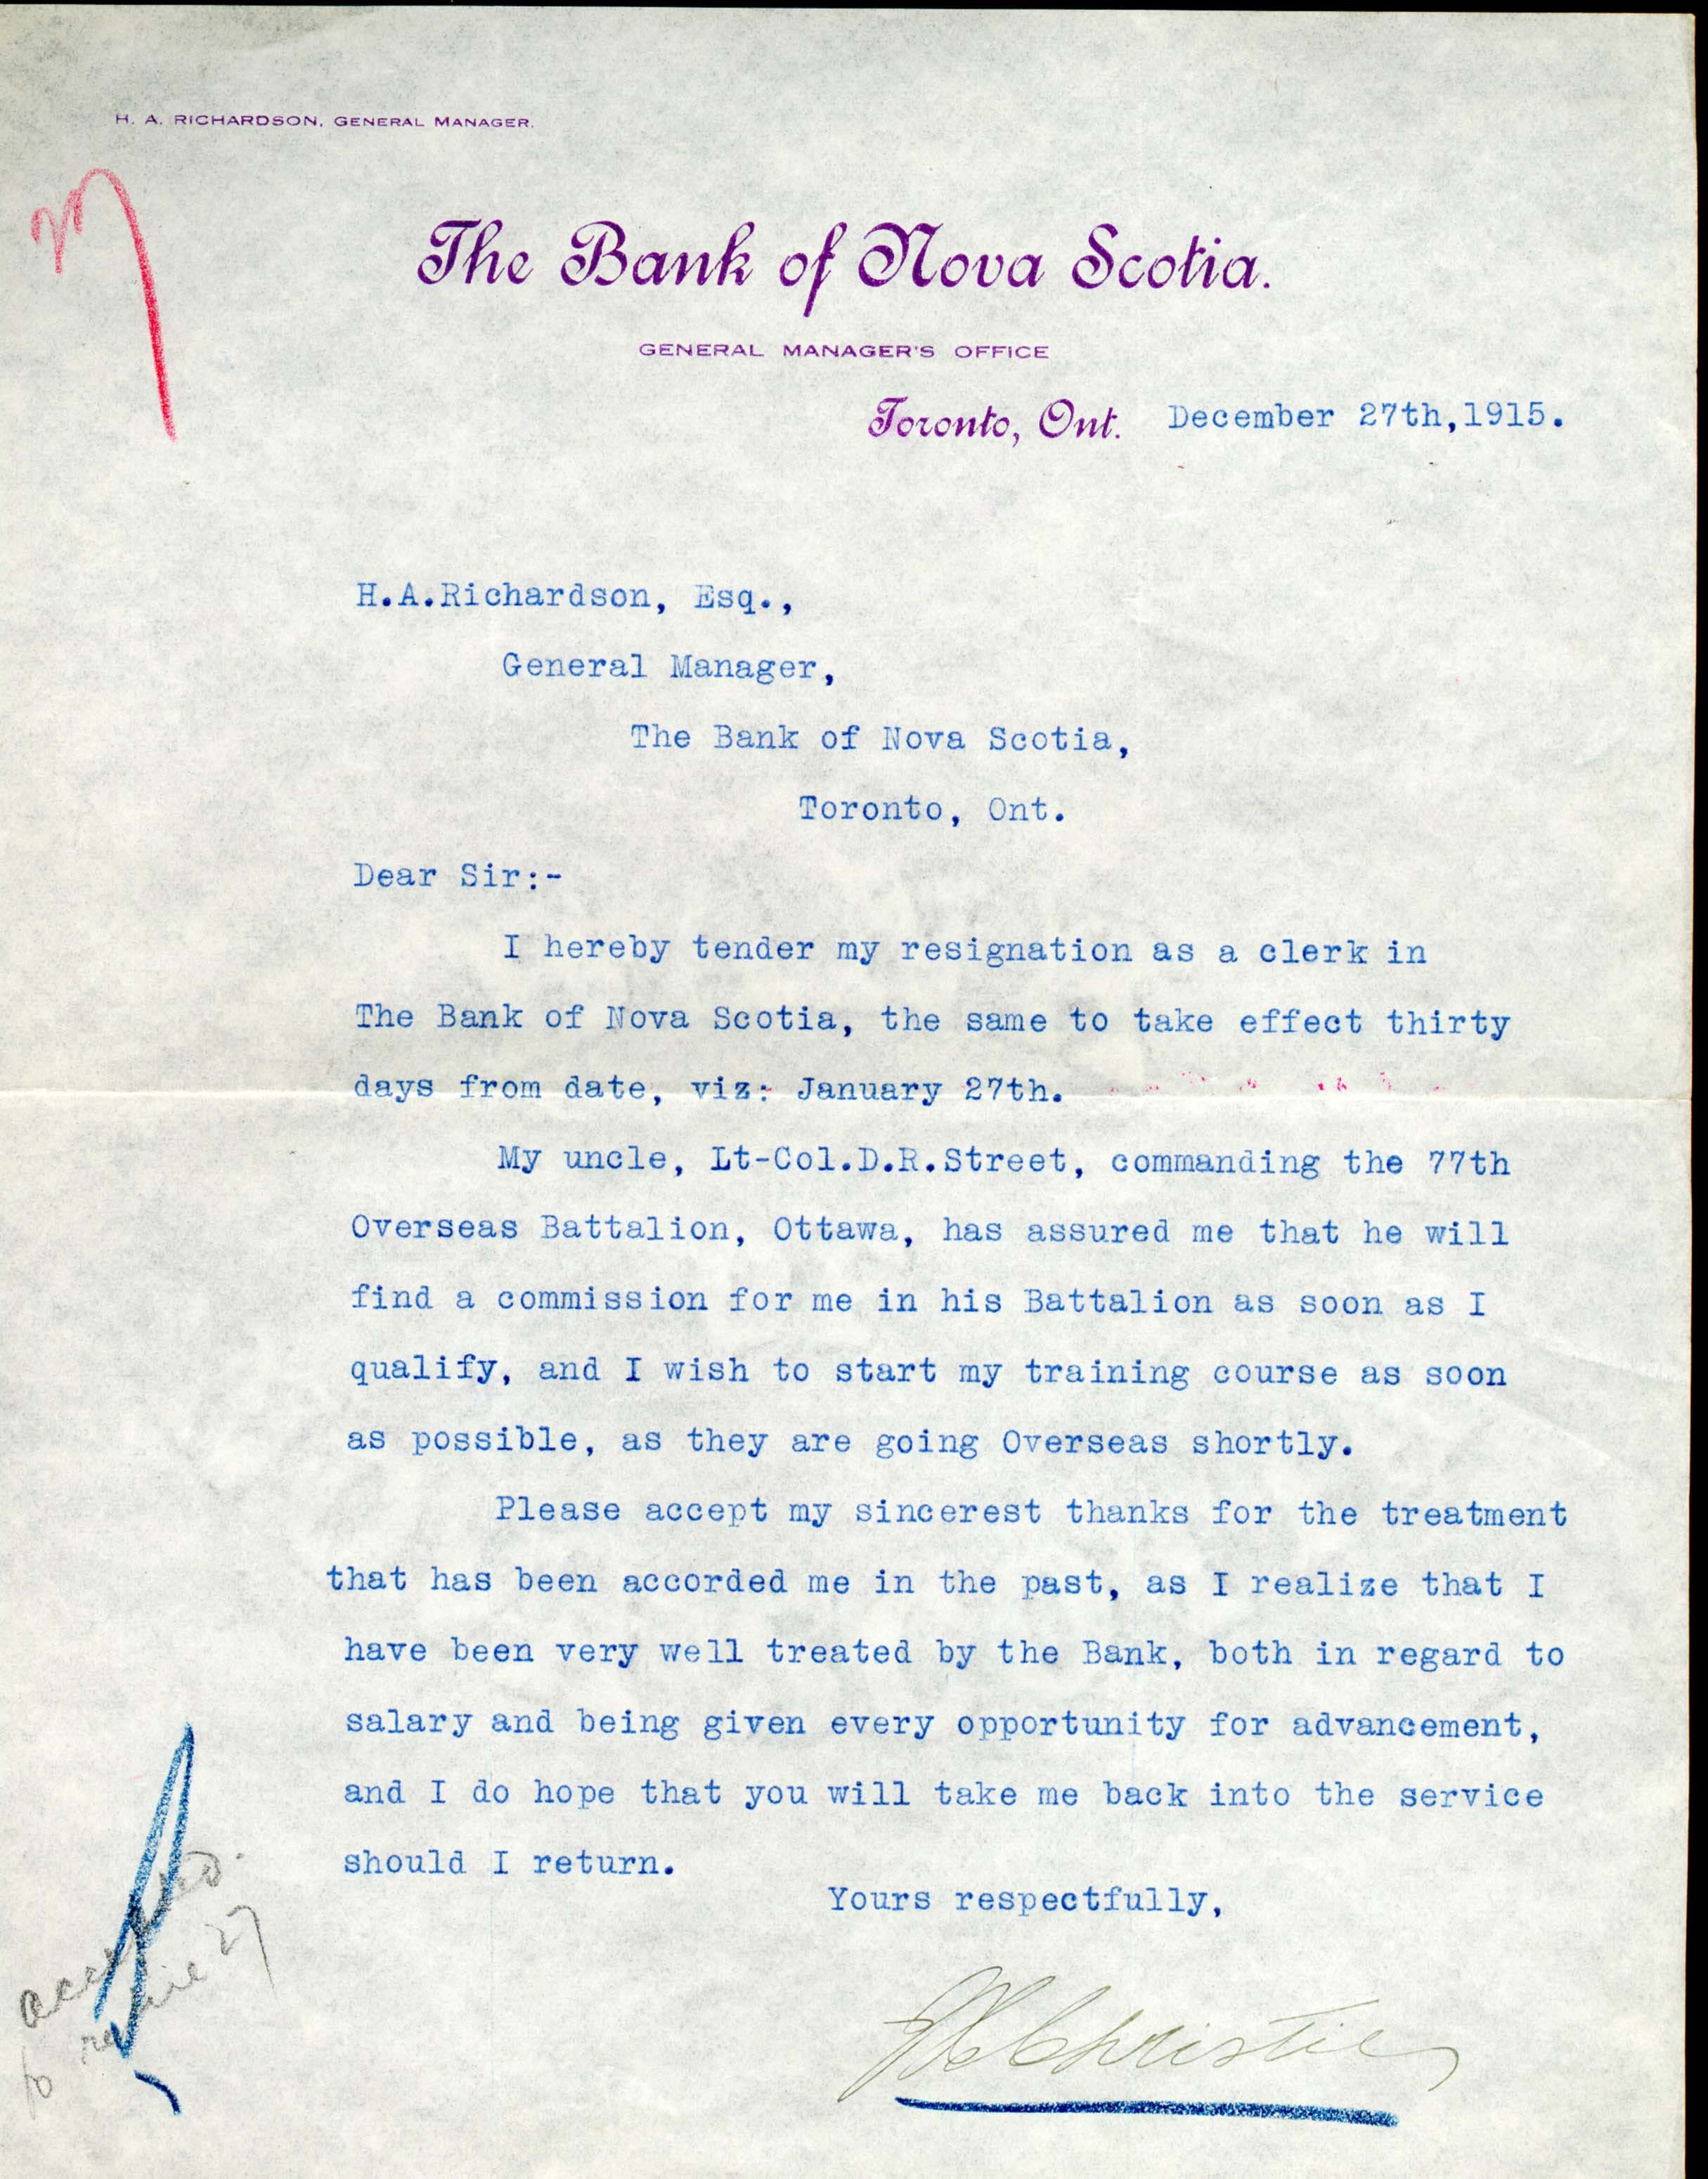 H. A. RICHARDSON, GENERAL MANAGER.
The Bank of Nova Scotia.
GENERAL MANAGER'S OFFICE
Toronto, Ont. December 27th,1915.
H.A.Richardson, Esq.,
General Manager,
The Bank of Nova Scotia,
Toronto, Ont.
Dear Sir:-
I hereby tender my resignation as a clerk in
The Bank of Nova Scotia, the same to take effect thirty
days from date, viz: January 27th.
My uncle, Lt-Col.D.R.Street, commanding the 77th
Overseas Battalion, Ottawa, has assured me that he will
find a commission for me in his Battalion as soon as I
qualify, and I wish to start my training course as soon
as possible, as they are going Overseas shortly.
Please accept my sincerest thanks for the treatment
that has been accorded me in the past, as I realize that I
have been very well treated by the Bank, both in regard to
salary and being given every opportunity for advancement,
and I do hope that you will take me back into the service
should I return.
Yours respectfully,
Christie
accepted.
to retire 27